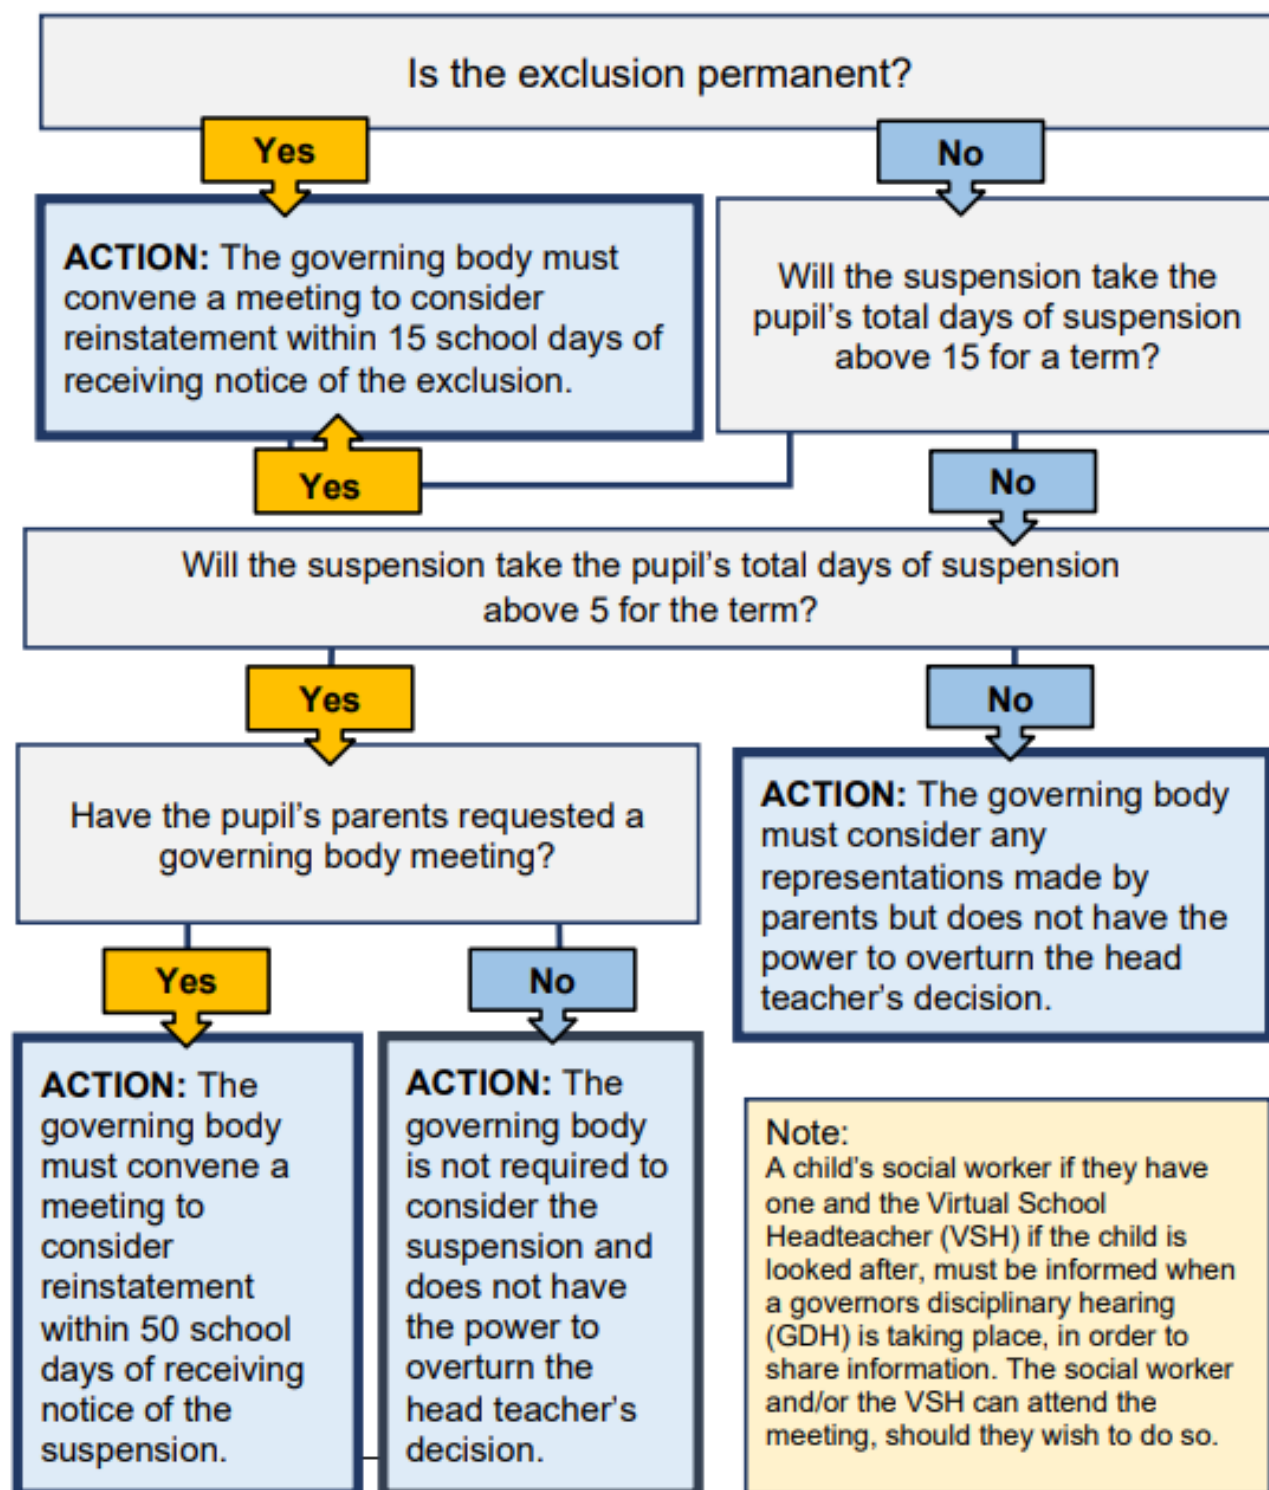 Is the exclusion permanent?
Yes
No
ACTION: The governing body must
convene a meeting to consider
reinstatement within 15 school days of
receiving notice of the exclusion.
Will the suspension take the
pupil’s total days of suspension
above 15 for a term?
Yes
No
Will the suspension take the pupil’s total days of suspension
above 5 for the term?
Yes
No
Have the pupil’s parents requested a
governing body meeting?
ACTION: The governing body
must consider any
representations made by
parents but does not have the
power to overturn the head
teacher’s decision.
Yes
No
ACTION: The
governing body
must convene a
meeting to
consider
reinstatement
within 50 school
days of receiving
notice of the
suspension.
ACTION: The
governing body
is not required to
consider the
suspension and
does not have
the power to
overturn the
head teacher’s
decision.
Note:
A child’s social worker if they have
one and the Virtual School
Headteacher (VSH) if the child is
looked after, must be informed when
a governors disciplinary hearing
(GDH) is taking place, in order to
share information. The social worker
and/or the VSH can attend the
meeting, should they wish to do so.